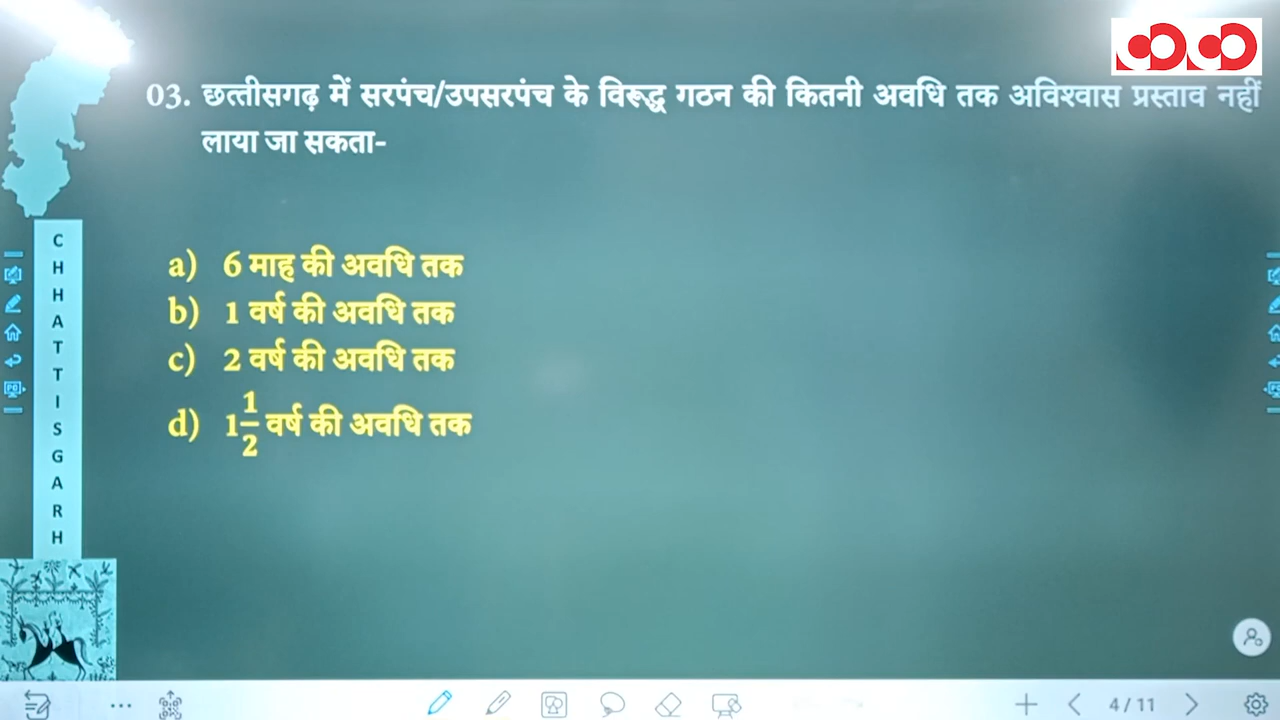 03. छत्तीसगढ़ में सरपंच/उपसरपंच के विरूद्ध गठन की कितनी अवधि तक अविश्वास प्रस्ताव नहीं
लाया जा सकता-
a) 6 माह की अवधि तक
b) 1 वर्ष की अवधि तक
c) 2 वर्ष की अवधि तक
d) 1 1/2 वर्ष की अवधि तक
CHHATTISGARH
4/11